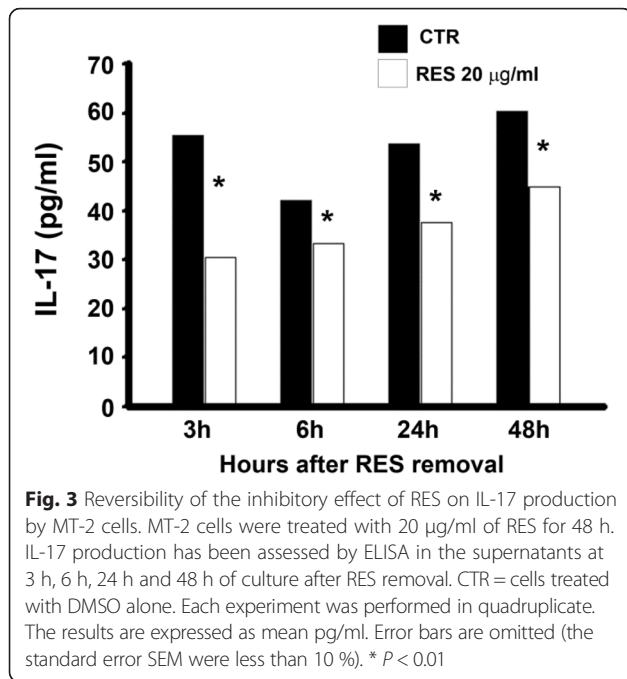 CTR
RES 20 μg/ml
70
60
50
40
30
20
10
0
IL-17 (pg/ml)
*
*
*
*
3h 6h 24h 48h
Hours after RES removal
Fig. 3 Reversibility of the inhibitory effect of RES on IL-17 production
by MT-2 cells. MT-2 cells were treated with 20 μg/ml of RES for 48 h.
IL-17 production has been assessed by ELISA in the supernatants at
3 h, 6 h, 24 h and 48 h of culture after RES removal. CTR = cells treated
with DMSO alone. Each experiment was performed in quadruplicate.
The results are expressed as mean pg/ml. Error bars are omitted (the
standard error SEM were less than 10 %). * P < 0.01